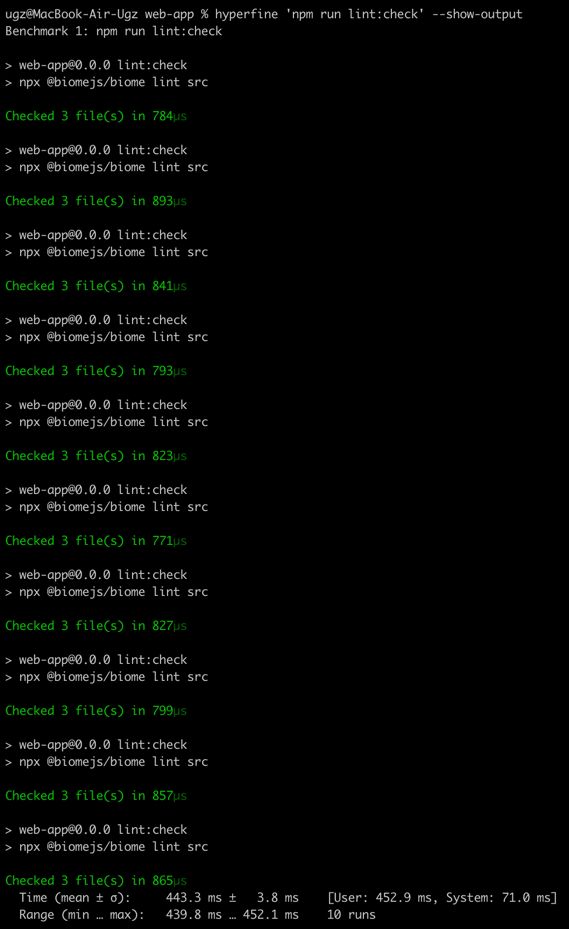 ugz@MacBook-Air-Ugz web-app % hyperfine 'npm run lint:check' --show-output
Benchmark 1: npm run lint:check
> web-app@0.0.0 lint:check
> npx @biomejs/biome lint src
Checked 3 file(s) in 784µs
> web-app@0.0.0 lint:check
> npx @biomejs/biome lint src
Checked 3 file(s) in 893µs
> web-app@0.0.0 lint:check
> npx @biomejs/biome lint src
Checked 3 file(s) in 841µs
> web-app@0.0.0 lint:check
> npx @biomejs/biome lint src
Checked 3 file(s) in 793µs
> web-app@0.0.0 lint:check
> npx @biomejs/biome lint src
Checked 3 file(s) in 823µs
> web-app@0.0.0 lint:check
> npx @biomejs/biome lint src
Checked 3 file(s) in 771µs
> web-app@0.0.0 lint:check
> npx @biomejs/biome lint src
Checked 3 file(s) in 827µs
> web-app@0.0.0 lint:check
> npx @biomejs/biome lint src
Checked 3 file(s) in 799µs
> web-app@0.0.0 lint:check
> npx @biomejs/biome lint src
Checked 3 file(s) in 857µs
> web-app@0.0.0 lint:check
> npx @biomejs/biome lint src
Checked 3 file(s) in 865µs
Time (mean ± σ): 443.3 ms ± 3.8 ms [User: 452.9 ms, System: 71.0 ms]
Range (min … max): 439.8 ms … 452.1 ms 10 runs